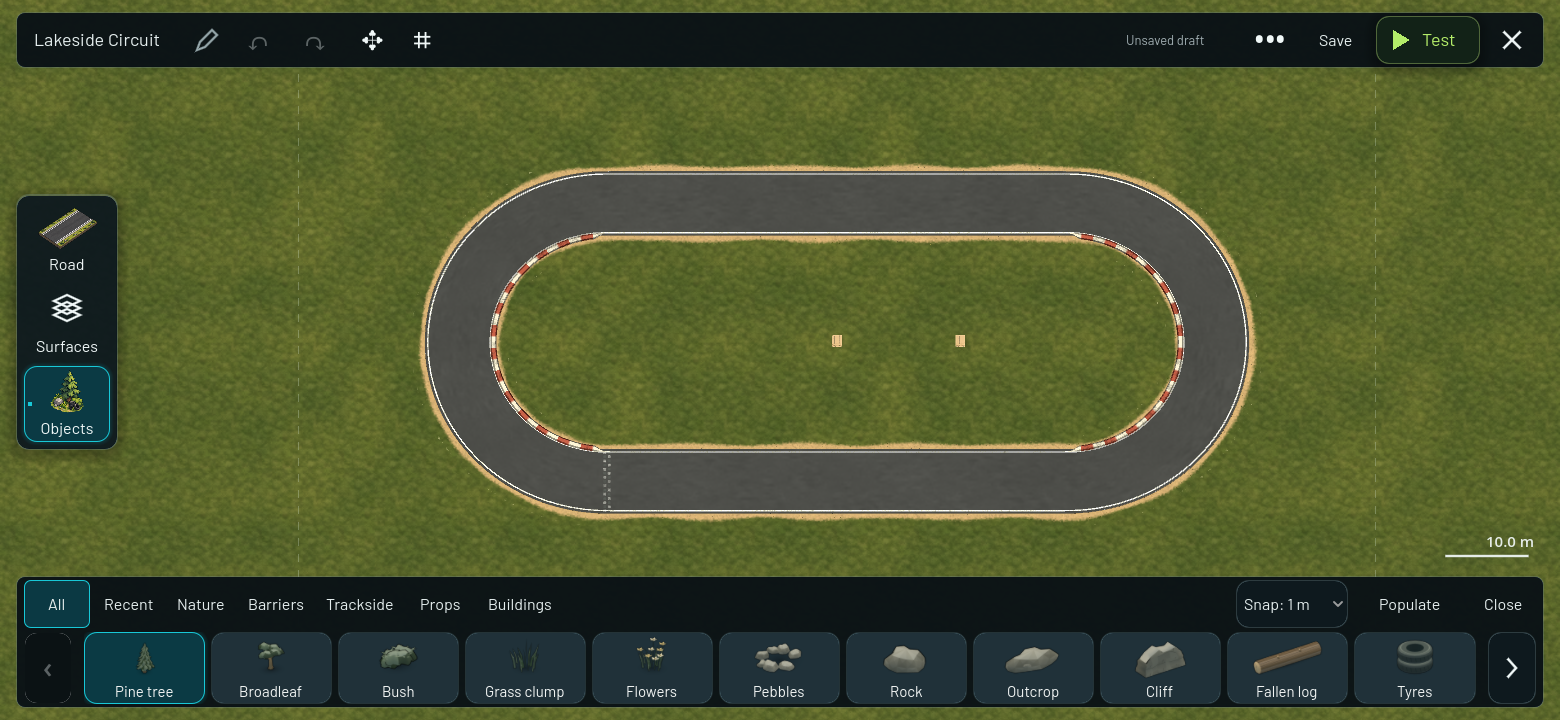 Lakeside Circuit
Unsaved draft
Save
Test
Road
Surfaces
Objects
10.0 m
All
Recent
Nature
Barriers
Trackside
Props
Buildings
Snap: 1 m
Populate
Close
Pine tree
Broadleaf
Bush
Grass clump
Flowers
Pebbles
Rock
Outcrop
Cliff
Fallen log
Tyres